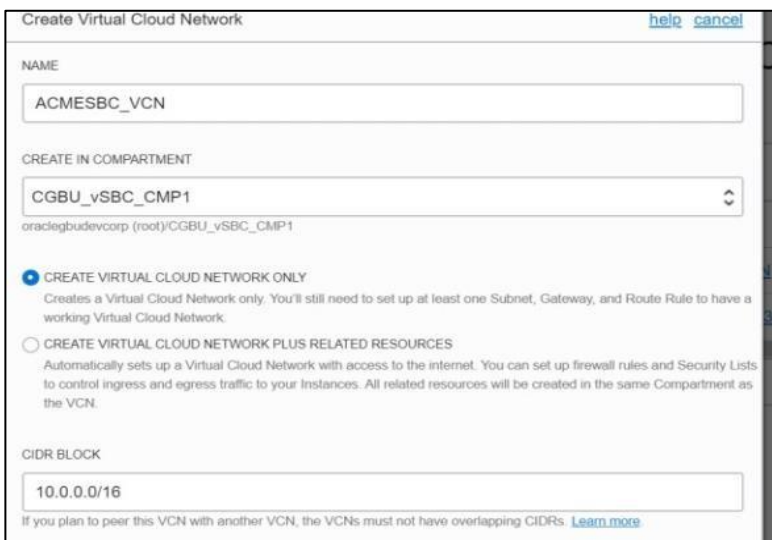 Create Virtual Cloud Network help cancel
NAME
ACMESBC_VCN
CREATE IN COMPARTMENT
CGBU_vSBC_CMP1
oraclegbudevcorp (root)/CGBU_vSBC_CMP1
CREATE VIRTUAL CLOUD NETWORK ONLY
Creates a Virtual Cloud Network only. You'll still need to set up at least one Subnet, Gateway, and Route Rule to have a
working Virtual Cloud Network.
CREATE VIRTUAL CLOUD NETWORK PLUS RELATED RESOURCES
Automatically sets up a Virtual Cloud Network with access to the internet. You can set up firewall rules and Security Lists
to control ingress and egress traffic to your Instances. All related resources will be created in the same Compartment as
the VCN.
CIDR BLOCK
10.0.0.0/16
If you plan to peer this VCN with another VCN, the VCNs must not have overlapping CIDRs. Learn more.